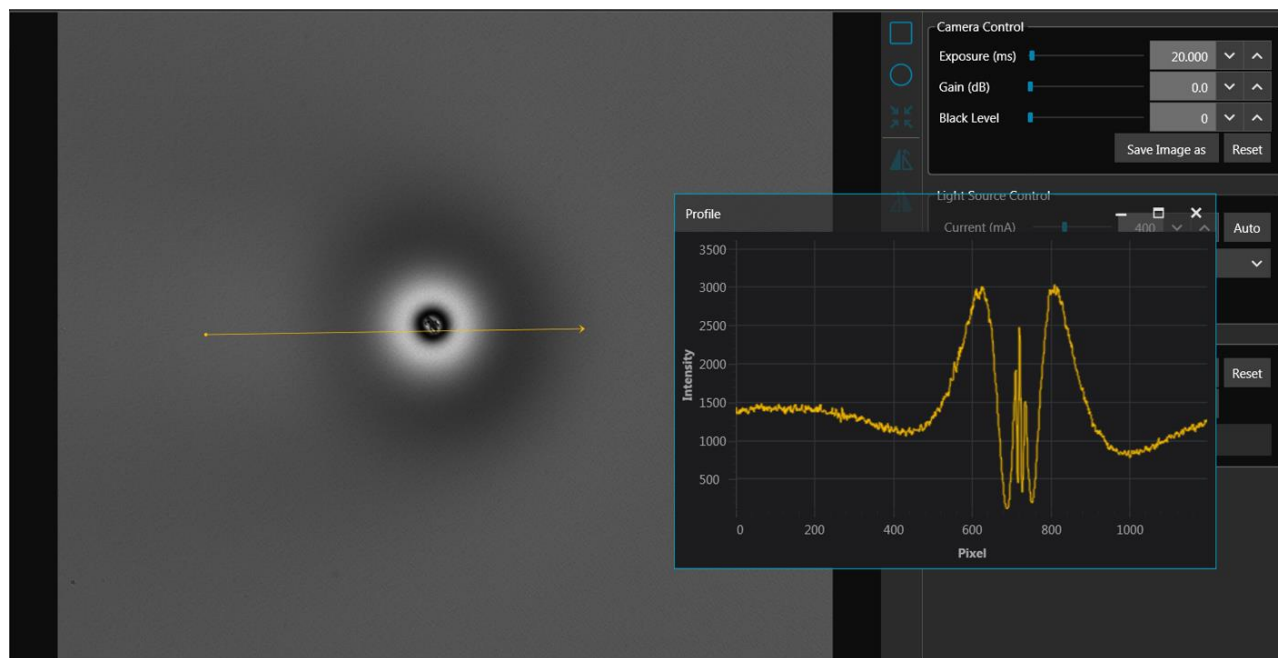 Camera Control
Exposure (ms) 20.000
Gain (dB) 0.0
Black Level 0
Save Image as Reset
Light Source Control
Current (mA) 400 Auto
Profile
3500
3000
2500
2000
1500
1000
500
Intensity
0 200 400 600 800 1000
Pixel
Reset